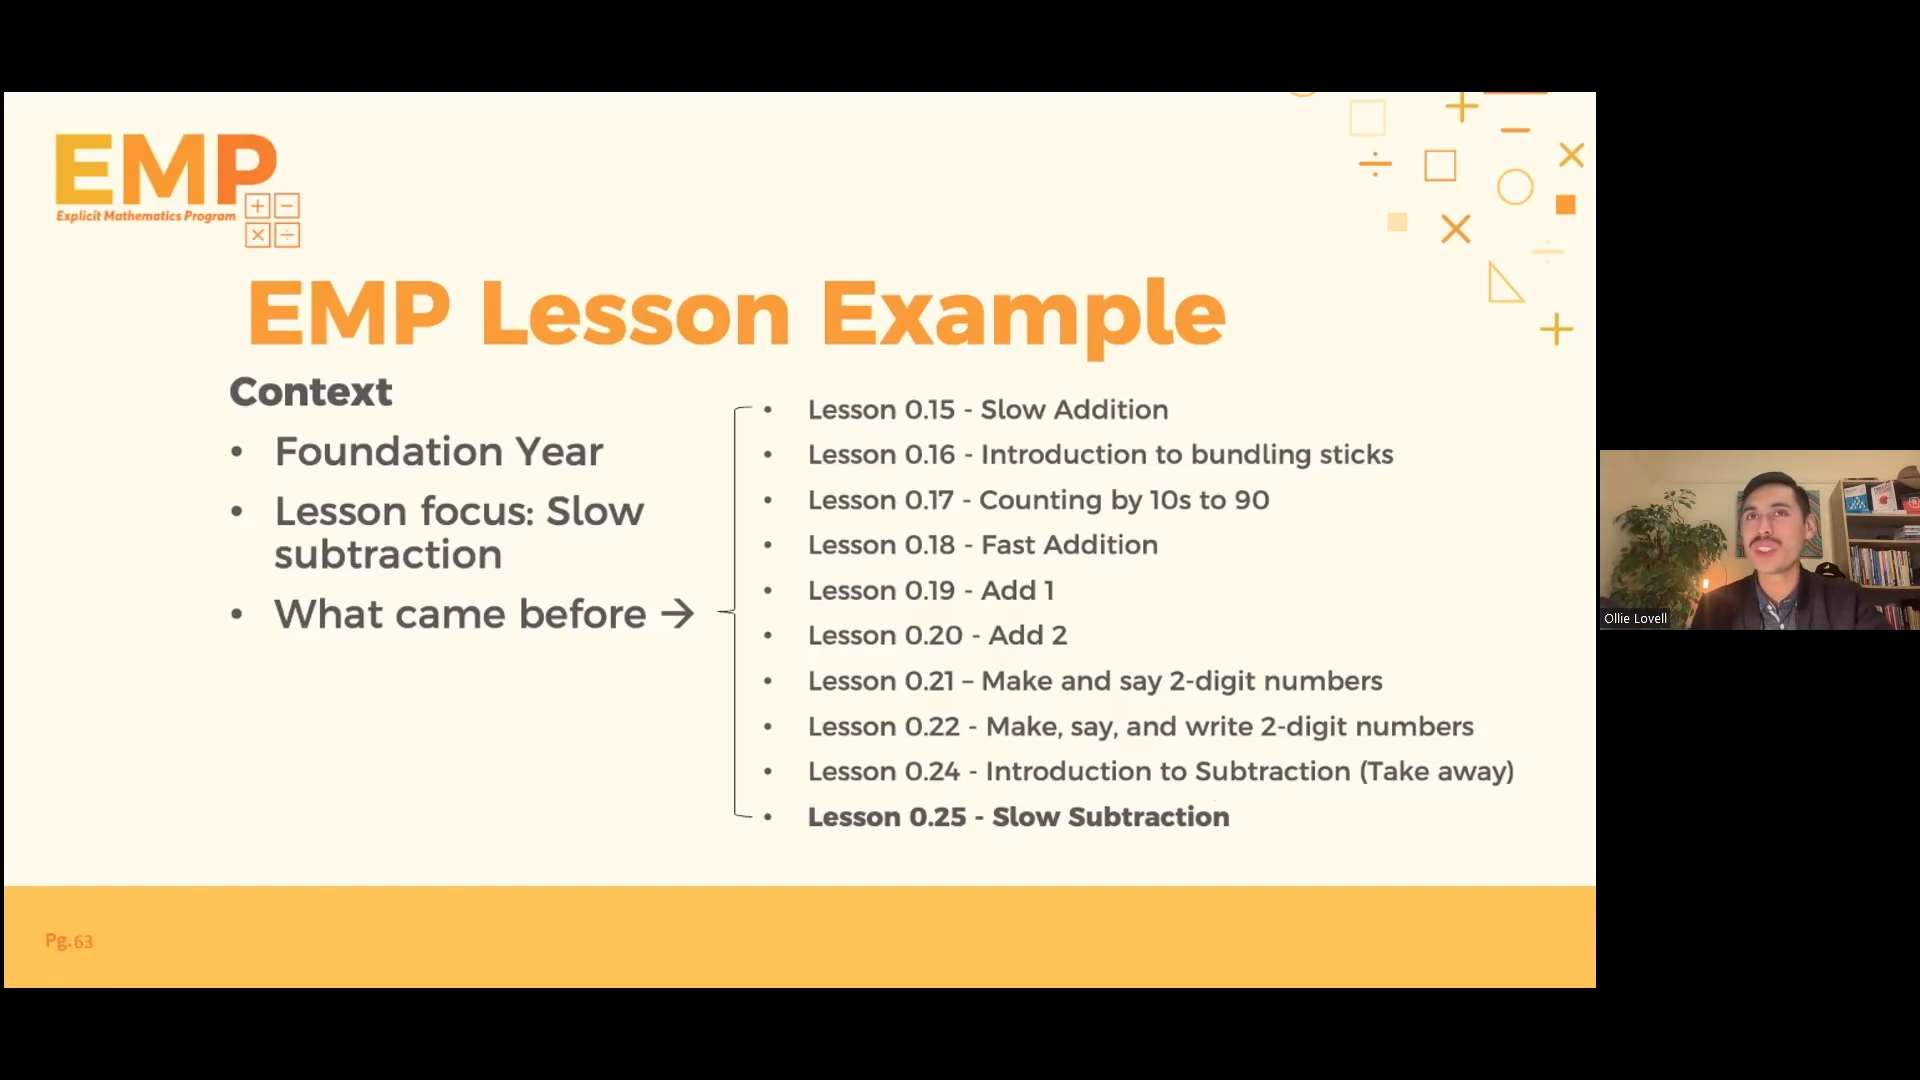 EMP
Explicit Mathematics Program
EMP Lesson Example
Context
• Foundation Year
• Lesson focus: Slow
subtraction
• What came before →
• Lesson 0.15 - Slow Addition
• Lesson 0.16 - Introduction to bundling sticks
• Lesson 0.17 - Counting by 10s to 90
• Lesson 0.18 - Fast Addition
• Lesson 0.19 - Add 1
• Lesson 0.20 - Add 2
• Lesson 0.21 – Make and say 2-digit numbers
• Lesson 0.22 - Make, say, and write 2-digit numbers
• Lesson 0.24 - Introduction to Subtraction (Take away)
• Lesson 0.25 - Slow Subtraction
Pg.63
Ollie Lovell